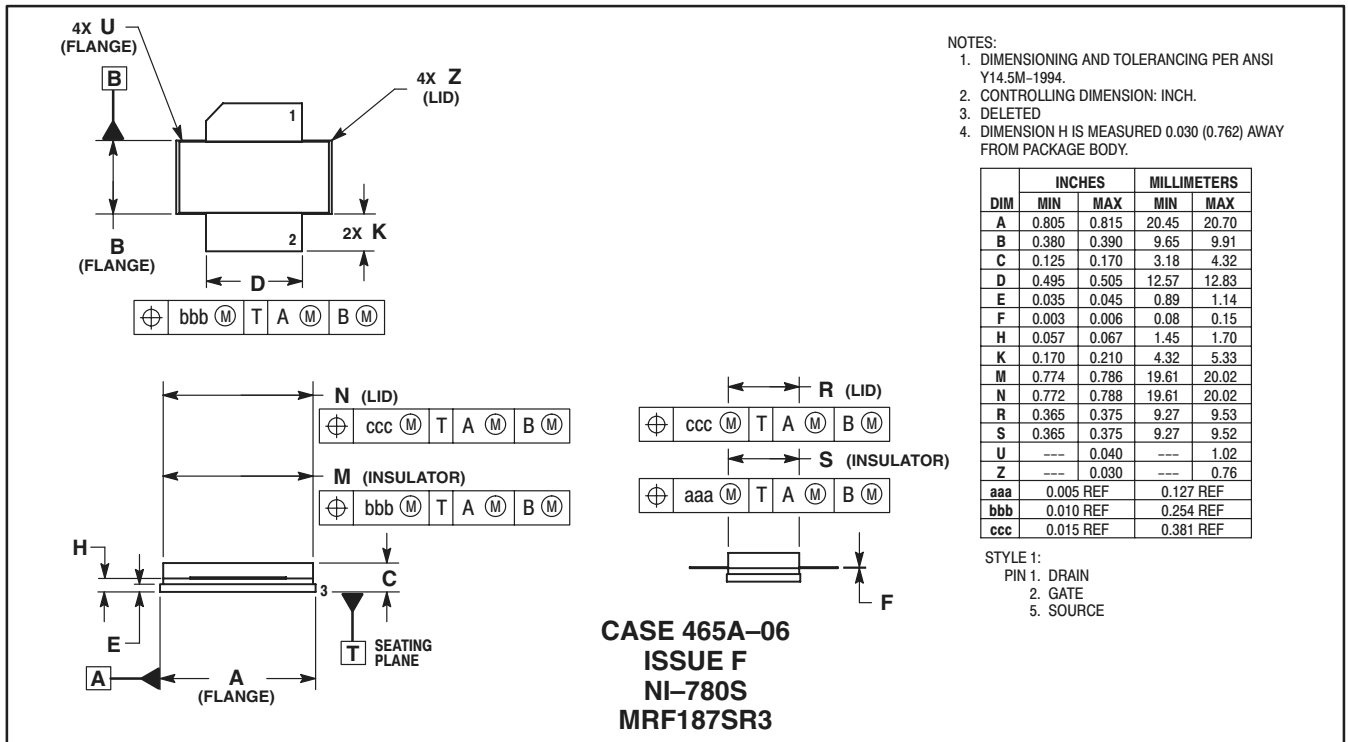 4X U
(FLANGE)
B
4X Z
(LID)
1
B
(FLANGE)
2X K
2
D
⌖ bbb Ⓜ T A Ⓜ B Ⓜ
N (LID)
⌖ ccc Ⓜ T A Ⓜ B Ⓜ
M (INSULATOR)
⌖ bbb Ⓜ T A Ⓜ B Ⓜ
R (LID)
⌖ ccc Ⓜ T A Ⓜ B Ⓜ
S (INSULATOR)
⌖ aaa Ⓜ T A Ⓜ B Ⓜ
H
C
3
E
F
T SEATING
PLANE
A
A
(FLANGE)
CASE 465A–06
ISSUE F
NI–780S
MRF187SR3
NOTES:
1. DIMENSIONING AND TOLERANCING PER ANSI
Y14.5M–1994.
2. CONTROLLING DIMENSION: INCH.
3. DELETED
4. DIMENSION H IS MEASURED 0.030 (0.762) AWAY
FROM PACKAGE BODY.
INCHES MILLIMETERS
DIM MIN MAX MIN MAX
A 0.805 0.815 20.45 20.70
B 0.380 0.390 9.65 9.91
C 0.125 0.170 3.18 4.32
D 0.495 0.505 12.57 12.83
E 0.035 0.045 0.89 1.14
F 0.003 0.006 0.08 0.15
H 0.057 0.067 1.45 1.70
K 0.170 0.210 4.32 5.33
M 0.774 0.786 19.61 20.02
N 0.772 0.788 19.61 20.02
R 0.365 0.375 9.27 9.53
S 0.365 0.375 9.27 9.52
U --- 0.040 --- 1.02
Z --- 0.030 --- 0.76
aaa 0.005 REF 0.127 REF
bbb 0.010 REF 0.254 REF
ccc 0.015 REF 0.381 REF
STYLE 1:
PIN 1. DRAIN
2. GATE
5. SOURCE